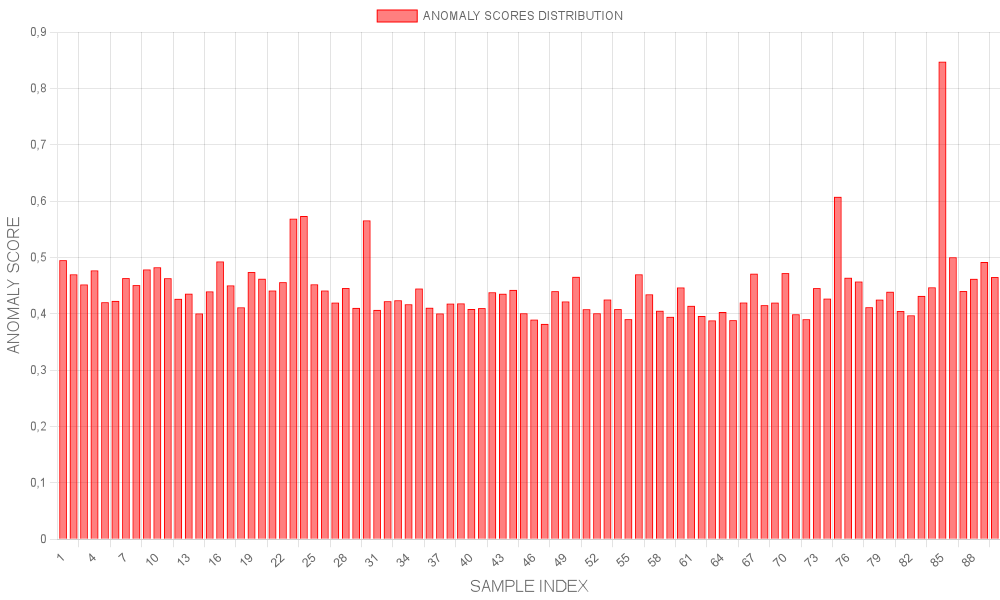 ANOMALY SCORES DISTRIBUTION
0,9
0,8
0,7
0,6
0,5
0,4
0,3
0,2
0,1
0
ANOMALY SCORE
1 4 7 10 13 16 19 22 25 28 31 34 37 40 43 46 49 52 55 58 61 64 67 70 73 76 79 82 85 88
SAMPLE INDEX